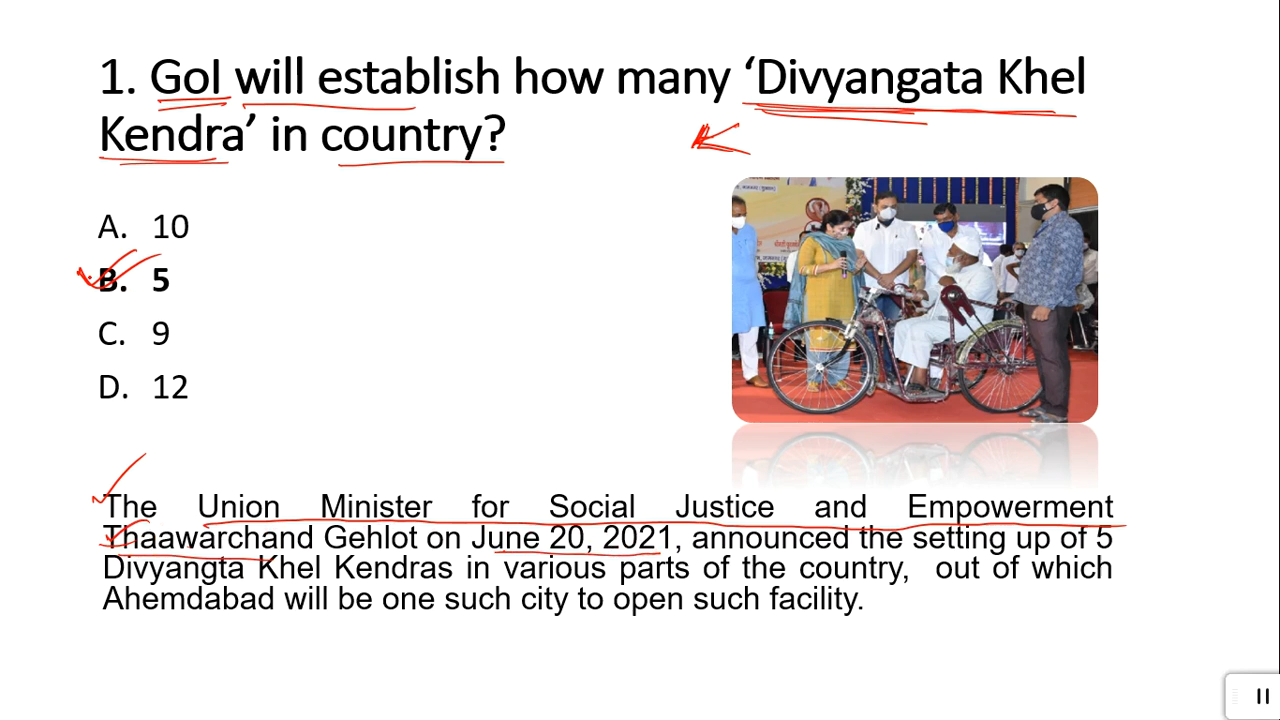 1. GoI will establish how many ‘Divyangata Khel
Kendra’ in country?
A. 10
B. 5
C. 9
D. 12
The Union Minister for Social Justice and Empowerment
Thaawarchand Gehlot on June 20, 2021, announced the setting up of 5
Divyangta Khel Kendras in various parts of the country, out of which
Ahemdabad will be one such city to open such facility.